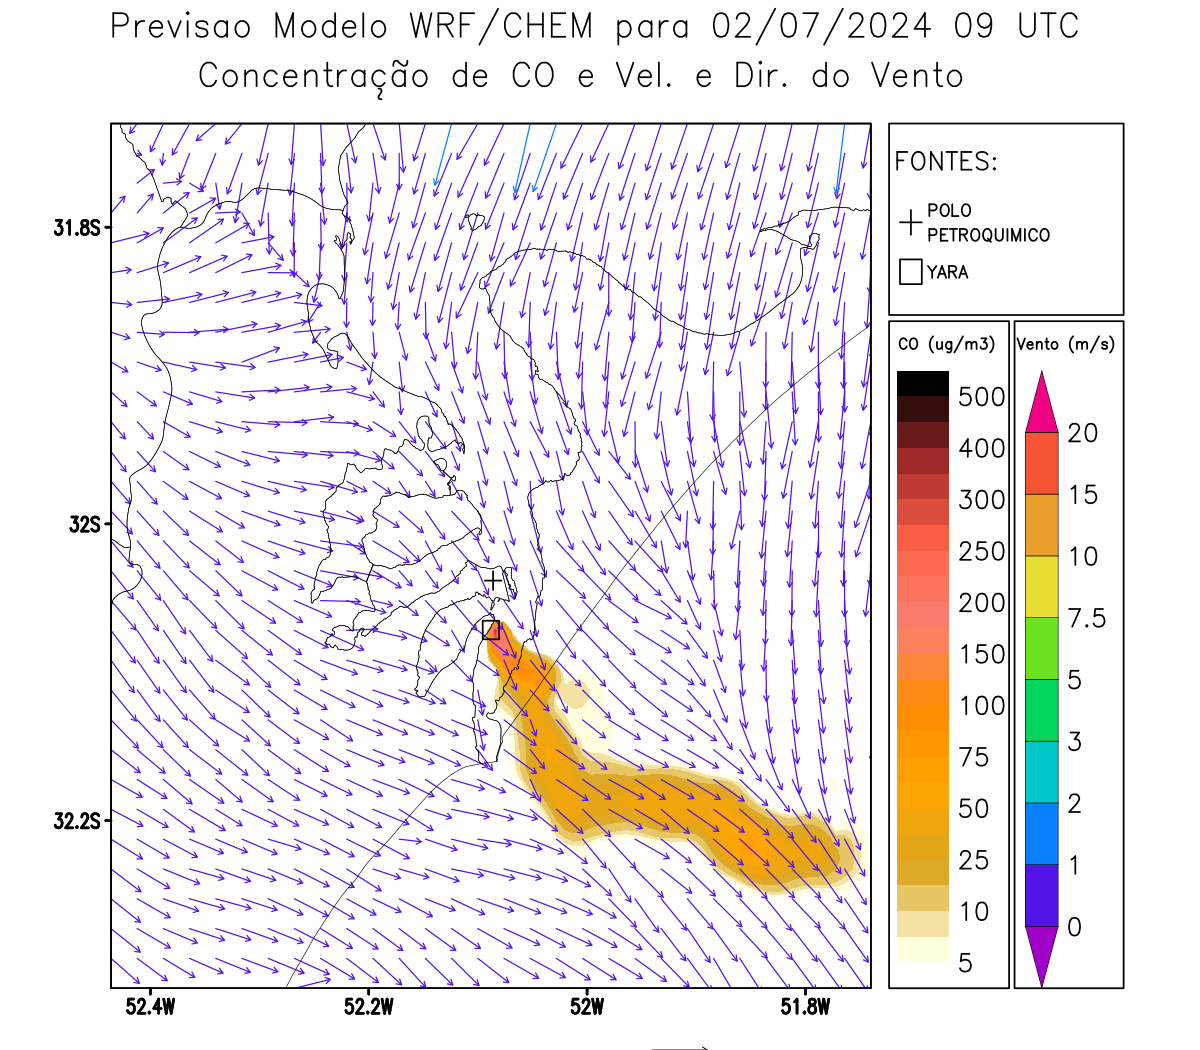 Previsao Modelo WRF/CHEM para 02/07/2024 09 UTC
Concentração de CO e Vel. e Dir. do Vento
FONTES:
POLO
PETROQUIMICO
YARA
CO (ug/m3)
500
400
300
250
200
150
100
75
50
25
10
5
Vento (m/s)
20
15
10
7.5
5
3
2
1
0
31.8S
32S
32.2S
52.4W
52.2W
52W
51.8W